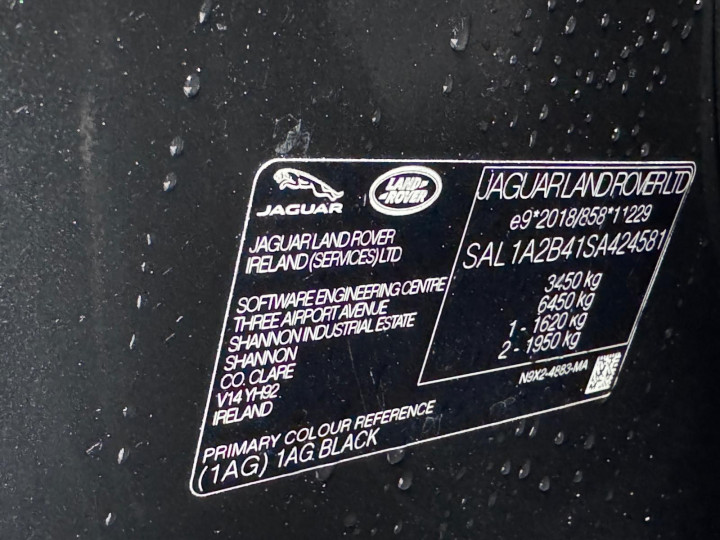 JAGUAR
LAND ROVER
JAGUAR LAND ROVER
IRELAND (SERVICES) LTD
SOFTWARE ENGINEERING CENTRE
THREE AIRPORT AVENUE
SHANNON INDUSTRIAL ESTATE
SHANNON
CO. CLARE
V14 YH92
IRELAND
PRIMARY COLOUR REFERENCE
(1AG) 1AG BLACK
JAGUAR LAND ROVER LTD
e9*2018/858*11229
SAL1A2B41SA424581
3450 kg
6450 kg
1 - 1620 kg
2 - 1950 kg
N9X2-4883-MA